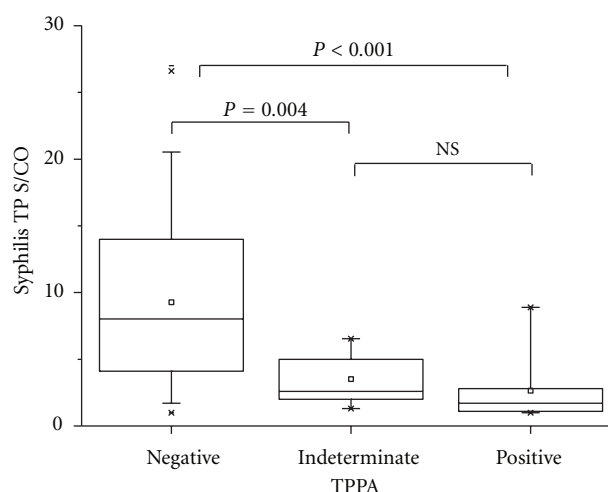 30
P < 0.001
P = 0.004
20
NS
Syphilis TP S/CO
10
0
Negative Indeterminate Positive
TPPA